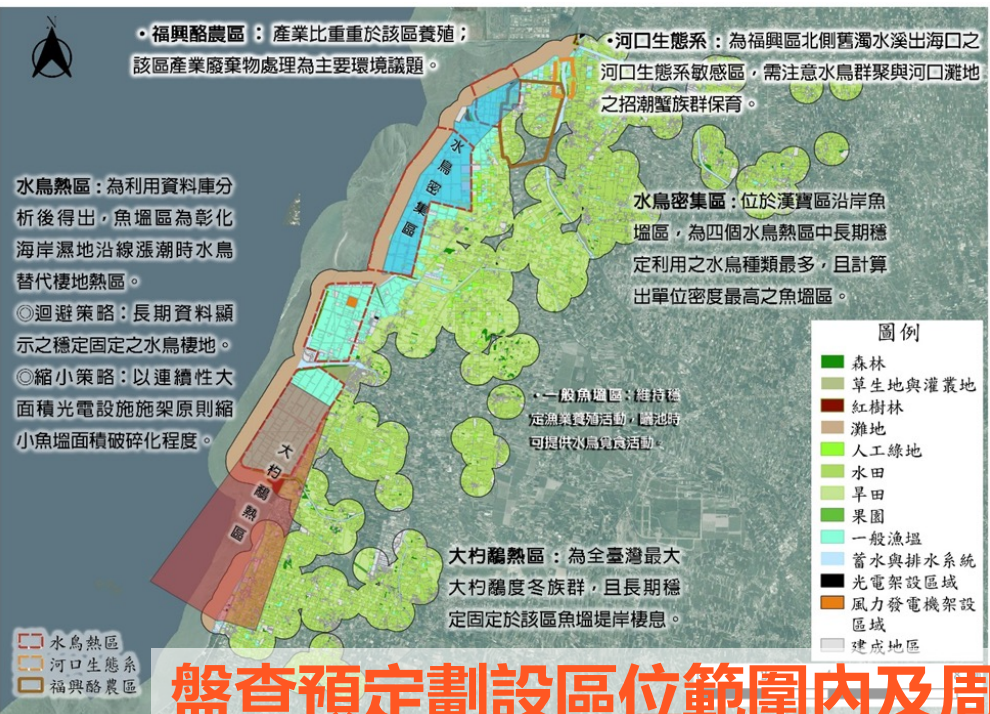 •福興酪農區：產業比重重於該區養殖；
該區產業廢棄物處理為主要環境議題。
•河口生態系：為福興區北側舊濁水溪出海口之
河口生態系敏感區，需注意水鳥群聚與河口灘地
之招潮蟹族群保育。
水鳥熱區：為利用資料庫分
析後得出，魚塭區為彰化
海岸濕地沿線漲潮時水鳥
替代棲地熱區。
◎迴避策略：長期資料顯
示之穩定固定之水鳥棲地。
◎縮小策略：以連續性大
面積光電設施施架原則縮
小魚塭面積破碎化程度。
水鳥密集區
水鳥密集區：位於漢寶區沿岸魚
塭區，為四個水鳥熱區中長期穩
定利用之水鳥種類最多，且計算
出單位密度最高之魚塭區。
•一般魚塭區：維持穩
定漁業養殖活動，曬池時
可提供水鳥覓食活動。
大杓鷸熱區
大杓鷸熱區：為全臺灣最大
大杓鷸度冬族群，且長期穩
定固定於該區魚塭堤岸棲息。
圖例
森林
草生地與灌叢地
紅樹林
灘地
人工綠地
水田
旱田
果園
一般漁塭
蓄水與排水系統
光電架設區域
風力發電機架設
區域
建成地區
水鳥熱區
河口生態系
福興酪農區
盤查預定劃設區位範圍內及周